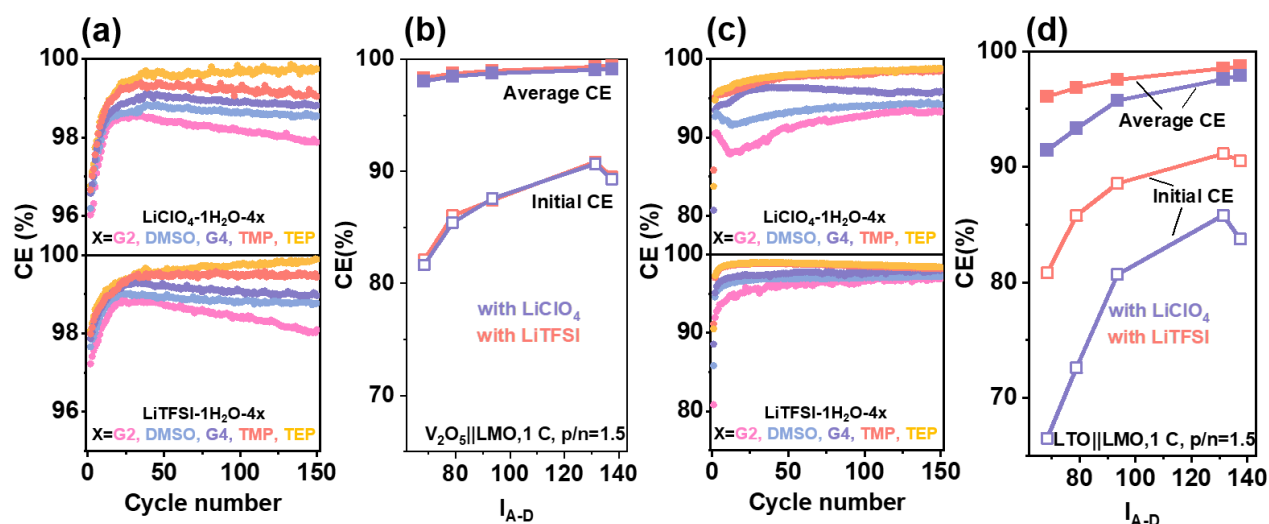 (a)
CE (%)
100
98
96
LiClO₄-1H₂O-4x
X=G2, DMSO, G4, TMP, TEP
100
98
96
LiTFSI-1H₂O-4x
X=G2, DMSO, G4, TMP, TEP
0 50 100 150
Cycle number
(b)
CE(%)
100
90
80
70
Average CE
Initial CE
with LiClO₄
with LiTFSI
V₂O₅||LMO,1 C, p/n=1.5
60 80 100 120 140
I_A-D
(c)
CE (%)
100
90
80
LiClO₄-1H₂O-4x
X=G2, DMSO, G4, TMP, TEP
100
90
80
LiTFSI-1H₂O-4x
X=G2, DMSO, G4, TMP, TEP
0 50 100 150
Cycle number
(d)
CE(%)
100
90
80
70
Average CE
Initial CE
with LiClO₄
with LiTFSI
LTO||LMO,1 C, p/n=1.5
80 100 120 140
I_A-D